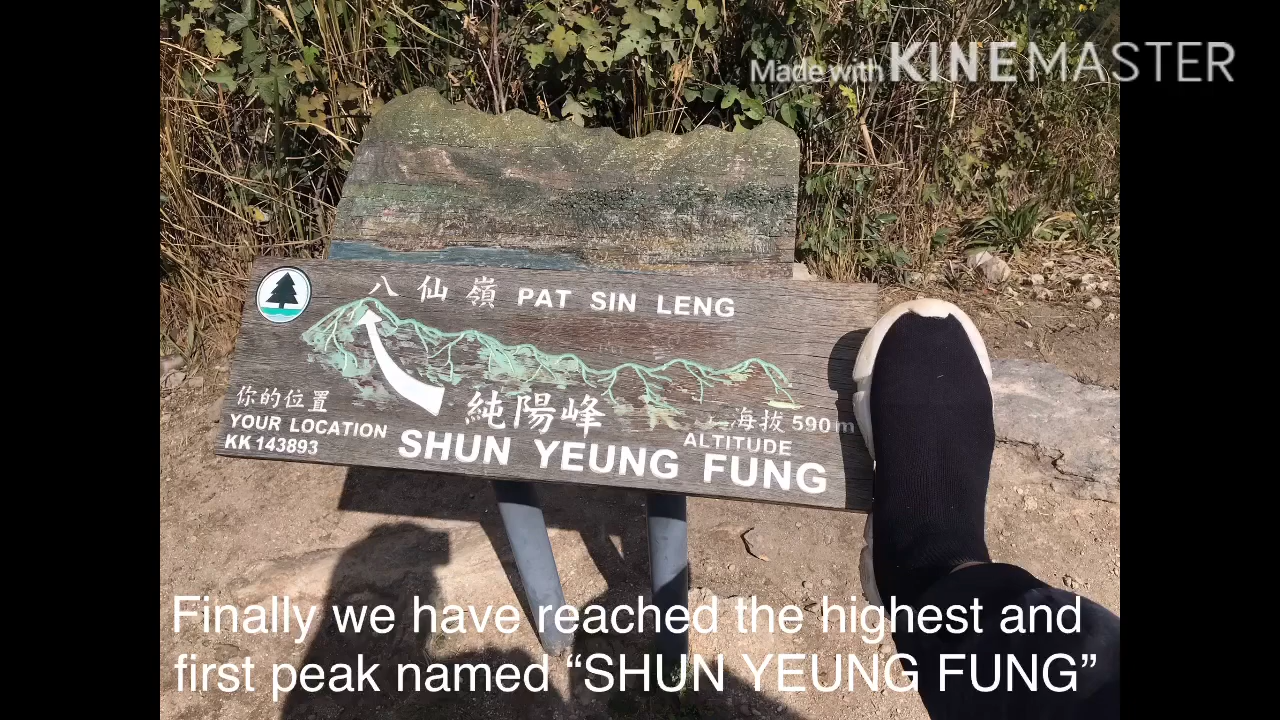 Made with KINEMASTER
八仙嶺 PAT SIN LENG
你的位置
YOUR LOCATION
KK 143893
純陽峰
SHUN YEUNG FUNG
海拔 590m
ALTITUDE
Finally we have reached the highest and
first peak named “SHUN YEUNG FUNG”